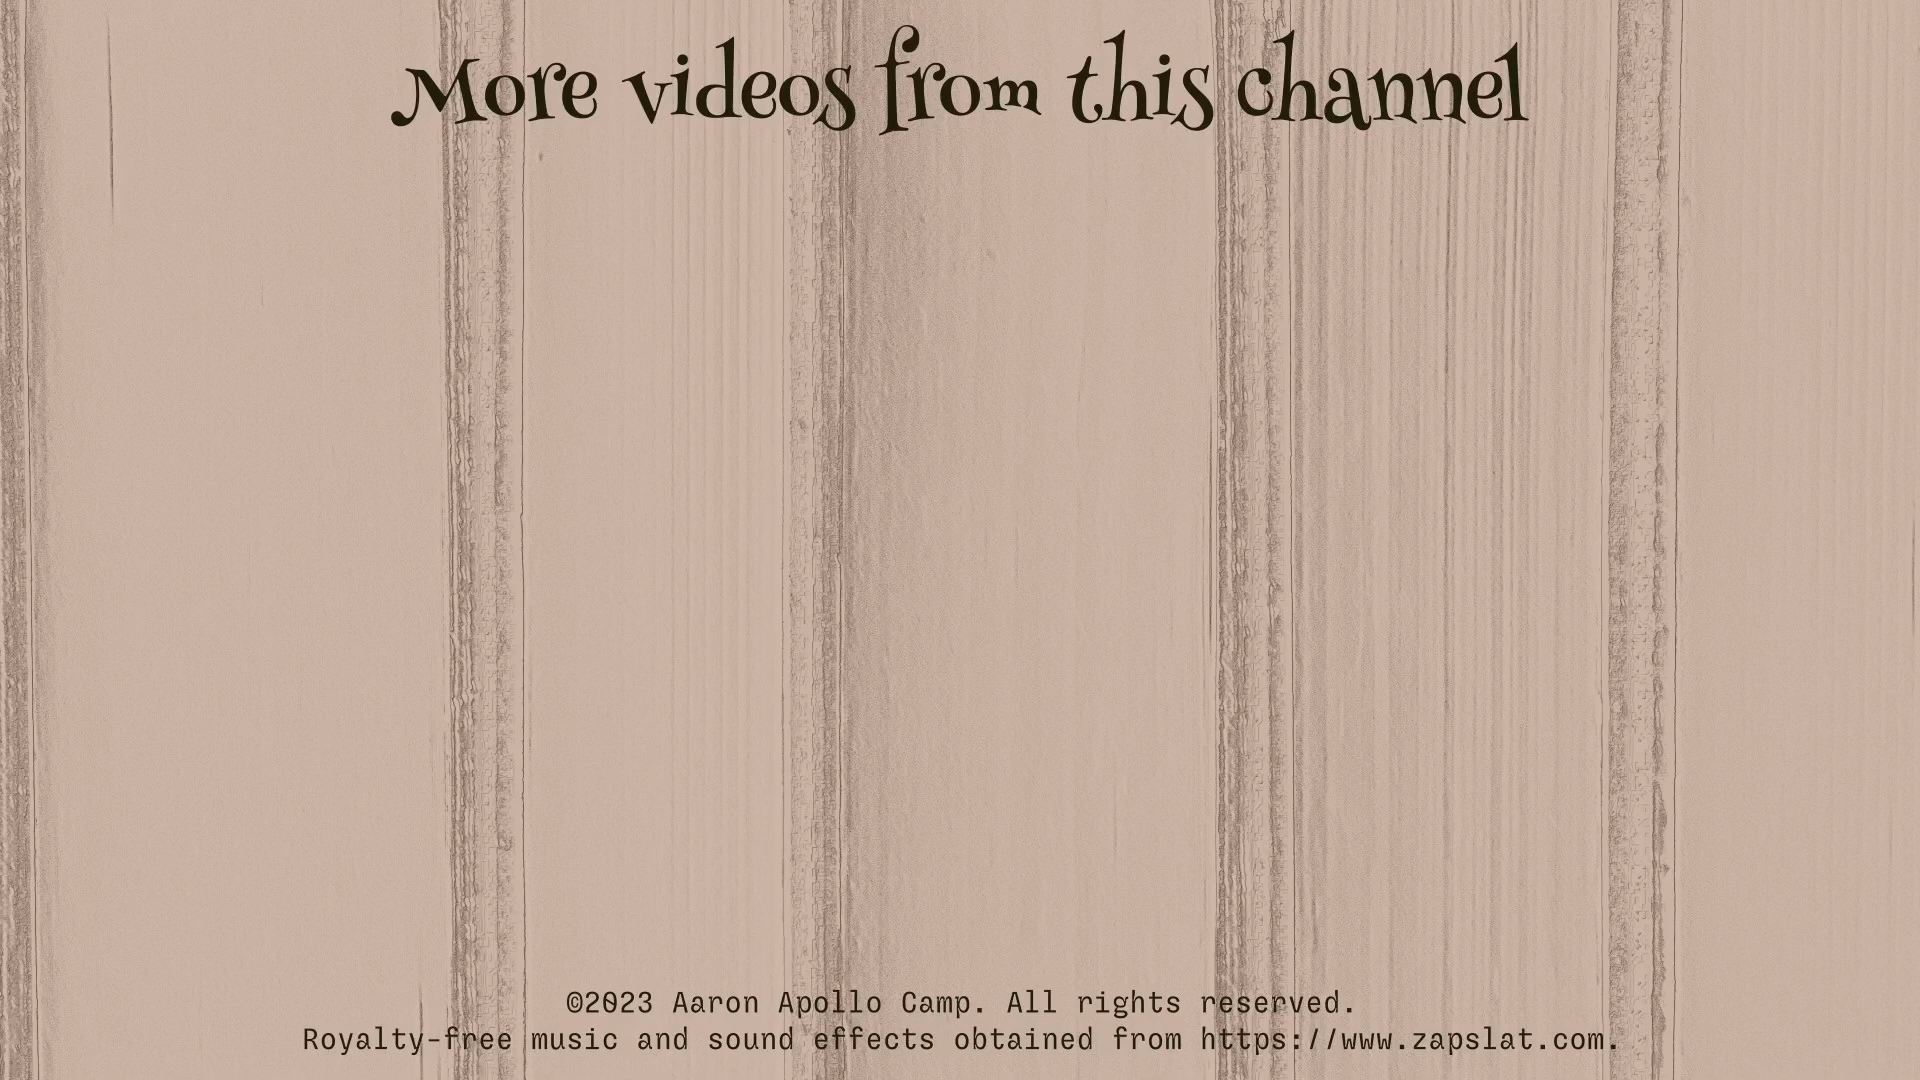 More videos from this channel
©2023 Aaron Apollo Camp. All rights reserved.
Royalty-free music and sound effects obtained from https://www.zapslat.com.